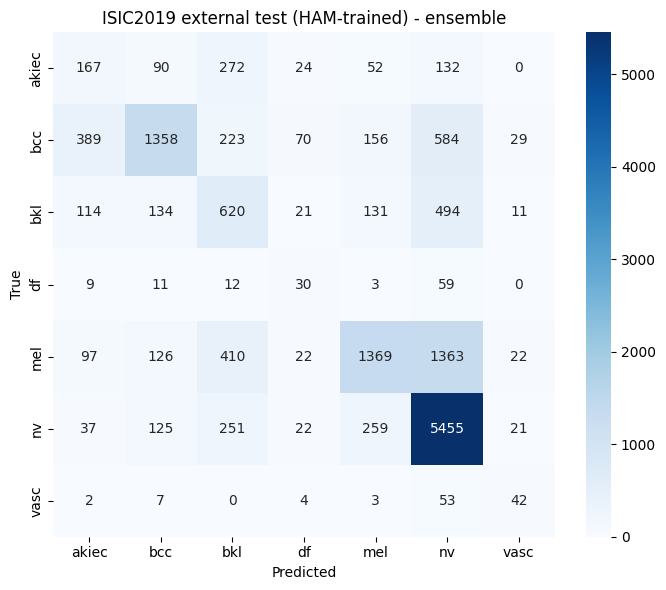 ISIC2019 external test (HAM-trained) - ensemble
akiec 167 90 272 24 52 132 0
bcc 389 1358 223 70 156 584 29
bkl 114 134 620 21 131 494 11
df 9 11 12 30 3 59 0
mel 97 126 410 22 1369 1363 22
nv 37 125 251 22 259 5455 21
vasc 2 7 0 4 3 53 42
akiec bcc bkl df mel nv vasc
True
Predicted
5000
4000
3000
2000
1000
0